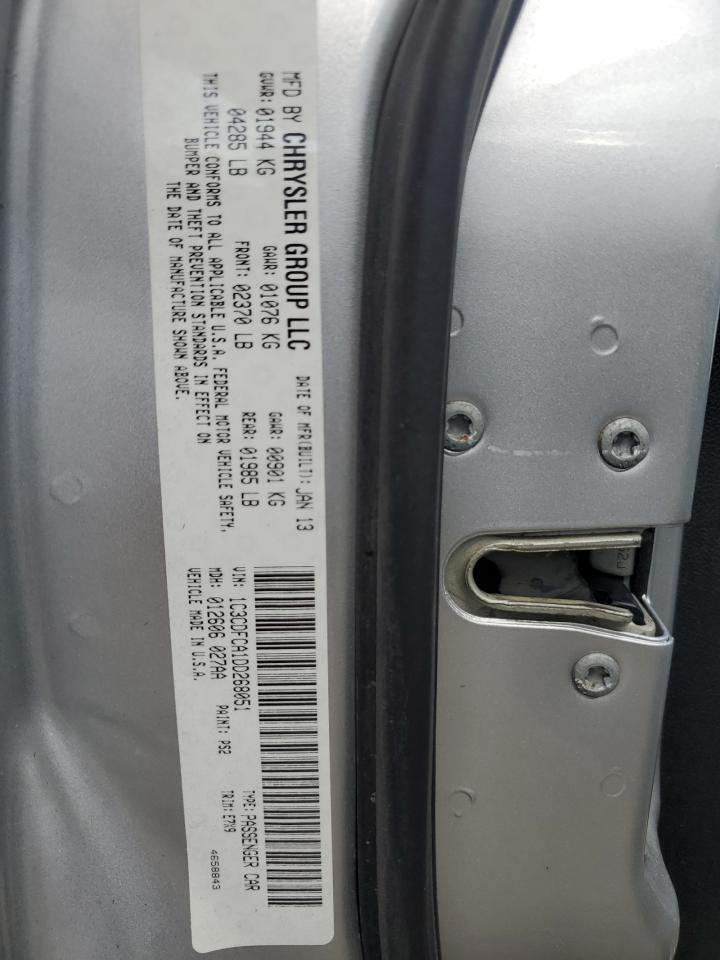 MFD BY CHRYSLER GROUP LLC DATE OF MFR(BUILT): JAN 13
GVWR: 01944 KG GAWR: 01076 KG GAWR: 00901 KG
04285 LB FRONT: 02370 LB REAR: 01985 LB
THIS VEHICLE CONFORMS TO ALL APPLICABLE U.S.A. FEDERAL MOTOR VEHICLE SAFETY,
BUMPER AND THEFT PREVENTION STANDARDS IN EFFECT ON
THE DATE OF MANUFACTURE SHOWN ABOVE.
VIN: 1C3CDFCA1DD268051 TYPE: PASSENGER CAR
MDH: 012606 027AA PAINT: PS2 TRIM: E7X9
VEHICLE MADE IN U.S.A. 4658843